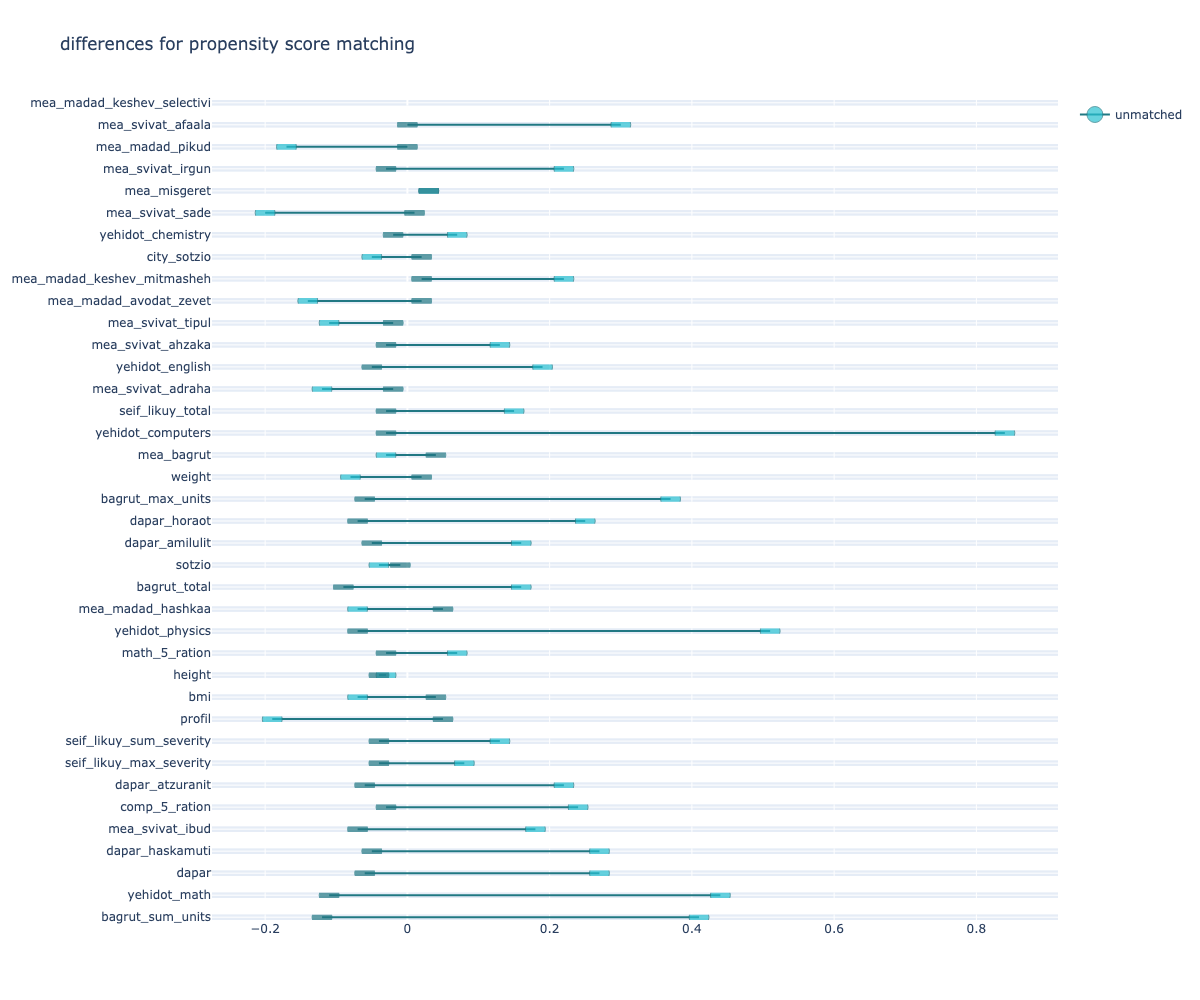 differences for propensity score matching
unmatched
mea_madad_keshev_selectivi
mea_svivat_afaala
mea_madad_pikud
mea_svivat_irgun
mea_misgeret
mea_svivat_sade
yehidot_chemistry
city_sotzio
mea_madad_keshev_mitmasheh
mea_madad_avodat_zevet
mea_svivat_tipul
mea_svivat_ahzaka
yehidot_english
mea_svivat_adraha
seif_likuy_total
yehidot_computers
mea_bagrut
weight
bagrut_max_units
dapar_horaot
dapar_amilulit
sotzio
bagrut_total
mea_madad_hashkaa
yehidot_physics
math_5_ration
height
bmi
profil
seif_likuy_sum_severity
seif_likuy_max_severity
dapar_atzuranit
comp_5_ration
mea_svivat_ibud
dapar_haskamuti
dapar
yehidot_math
bagrut_sum_units
−0.2 0 0.2 0.4 0.6 0.8